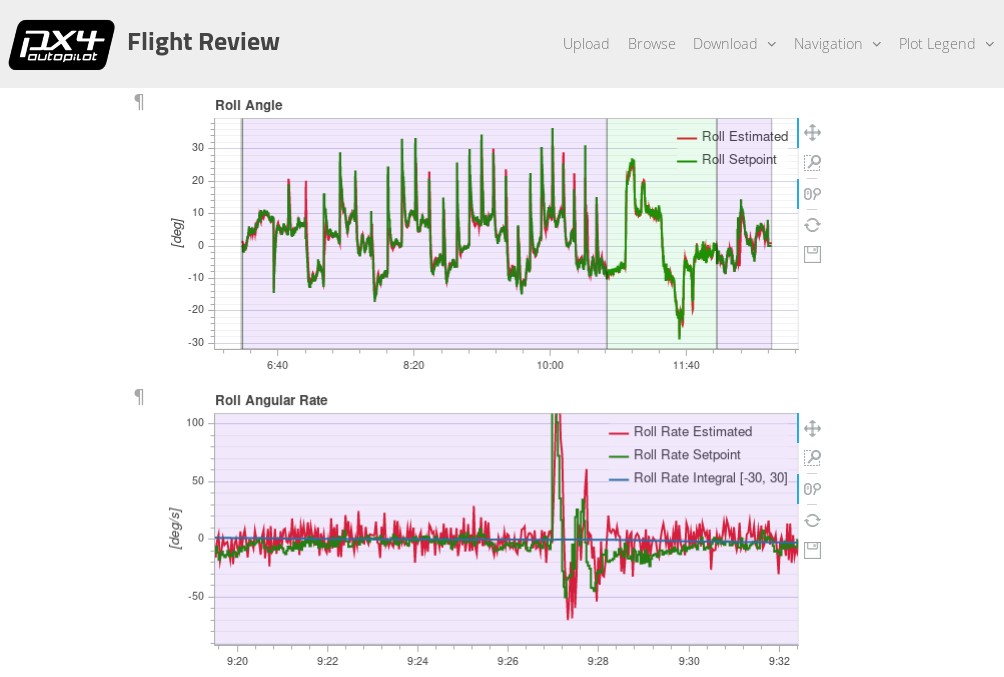 px4 autopilot Flight Review Upload Browse Download Navigation Plot Legend
¶
Roll Angle
Roll Estimated
Roll Setpoint
[deg]
30
20
10
0
-10
-20
-30
6:40 8:20 10:00 11:40
¶
Roll Angular Rate
Roll Rate Estimated
Roll Rate Setpoint
Roll Rate Integral [-30, 30]
[deg/s]
100
50
0
-50
9:20 9:22 9:24 9:26 9:28 9:30 9:32